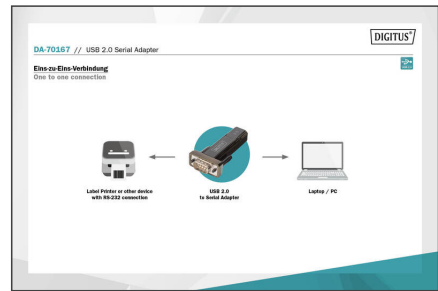 DIGITUS®
DA-70167 // USB 2.0 Serial Adapter
Eins-zu-Eins-Verbindung
One to one connection
Label Printer or other device
with RS-232 connection
USB 2.0
to Serial Adapter
Laptop / PC